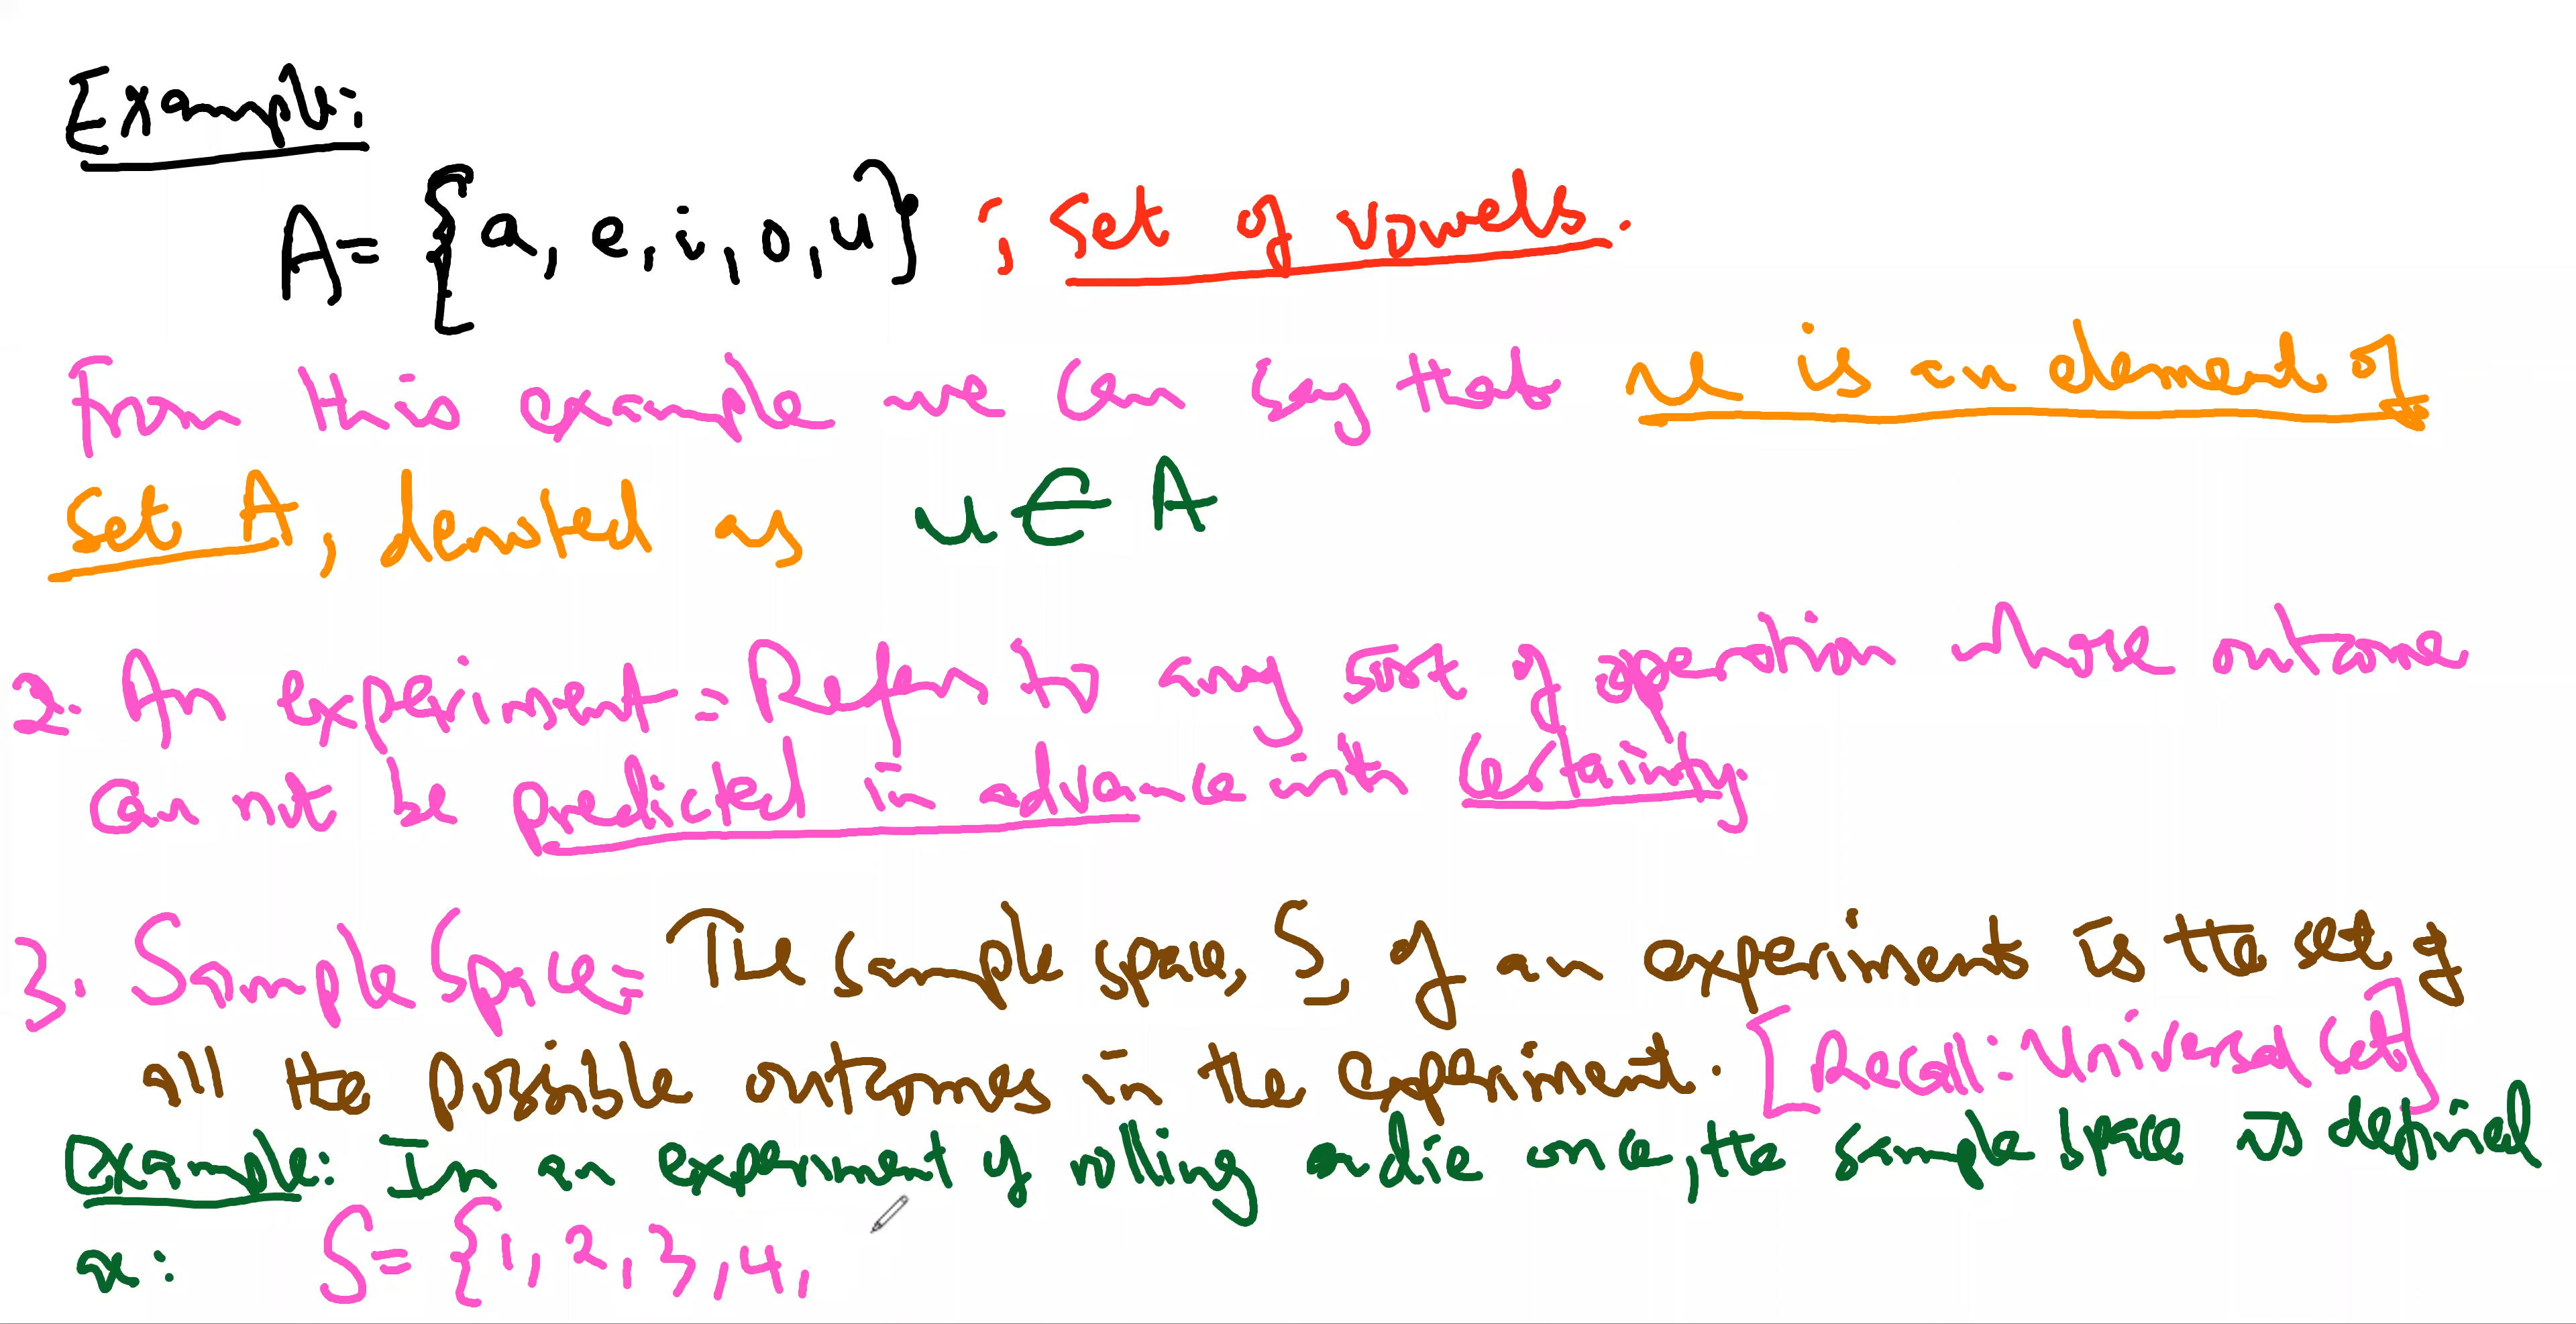 Example:
A = {a, e, i, o, u} ; Set of vowels.
From this example we can say that u is an element of
set A, denoted as u ∈ A
2. An experiment = Refers to any sort of operation whose outcome
can not be predicted in advance with certainty.
3. Sample Space = The sample space, S, of an experiment is the set of
all the possible outcomes in the experiment. [Recall: Universal set]
Example: In an experiment of rolling a die once, the sample space is defined
as: S = {1, 2, 3, 4,